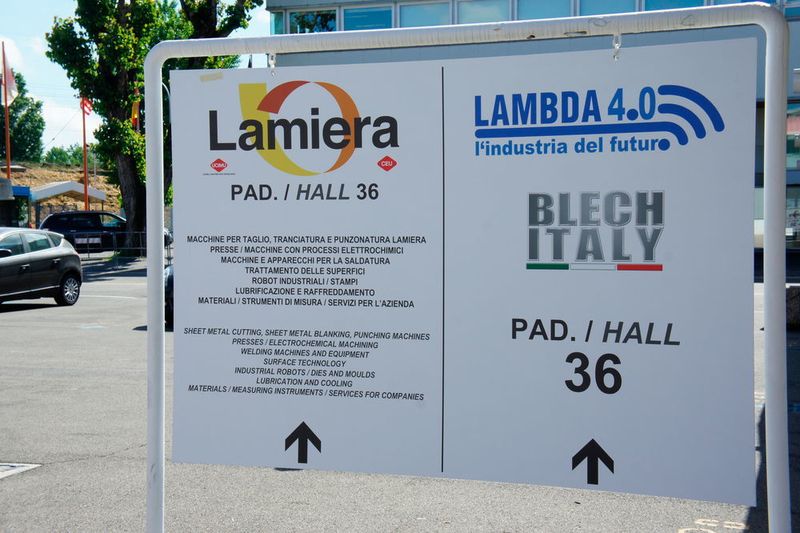 Lamiera
UCIMU
CEU
PAD. / HALL 36
MACCHINE PER TAGLIO, TRANCIATURA E PUNZONATURA LAMIERA
PRESSE / MACCHINE CON PROCESSI ELETTROCHIMICI
MACCHINE E APPARECCHI PER LA SALDATURA
TRATTAMENTO DELLE SUPERFICI
ROBOT INDUSTRIALI / STAMPI
LUBRIFICAZIONE E RAFFREDDAMENTO
MATERIALI / STRUMENTI DI MISURA / SERVIZI PER L'AZIENDA
SHEET METAL CUTTING, SHEET METAL BLANKING, PUNCHING MACHINES
PRESSES / ELECTROCHEMICAL MACHINING
WELDING MACHINES AND EQUIPMENT
SURFACE TECHNOLOGY
INDUSTRIAL ROBOTS / DIES AND MOULDS
LUBRICATION AND COOLING
MATERIALS / MEASURING INSTRUMENTS / SERVICES FOR COMPANIES
LAMBDA 4.0
l'industria del futuro
BLECH
ITALY
PAD. / HALL
36